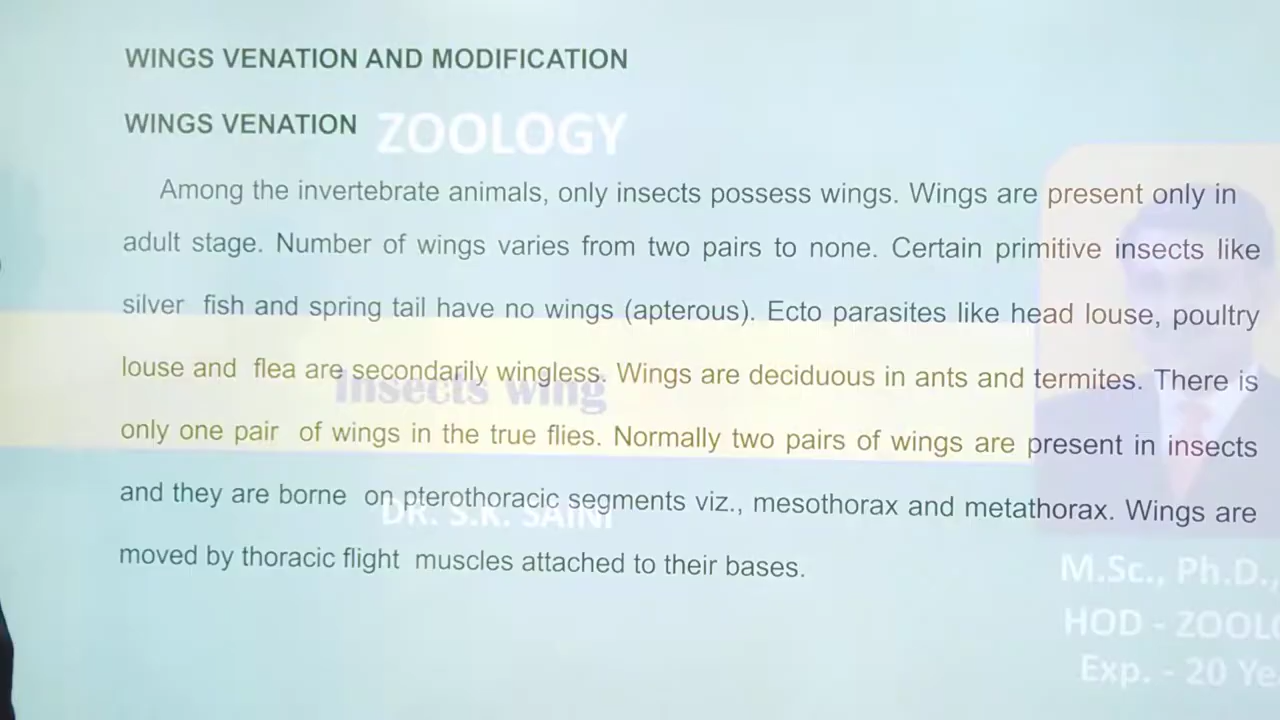 WINGS VENATION AND MODIFICATION
WINGS VENATION
ZOOLOGY
Among the invertebrate animals, only insects possess wings. Wings are present only in
adult stage. Number of wings varies from two pairs to none. Certain primitive insects like
silver fish and spring tail have no wings (apterous). Ecto parasites like head louse, poultry
louse and flea are secondarily wingless. Wings are deciduous in ants and termites. There is
Insects wing
only one pair of wings in the true flies. Normally two pairs of wings are present in insects
and they are borne on pterothoracic segments viz., mesothorax and metathorax. Wings are
DR. S.K. SAINI
moved by thoracic flight muscles attached to their bases.
M.Sc., Ph.D.,
HOD - ZOOLO
Exp. - 20 Ye